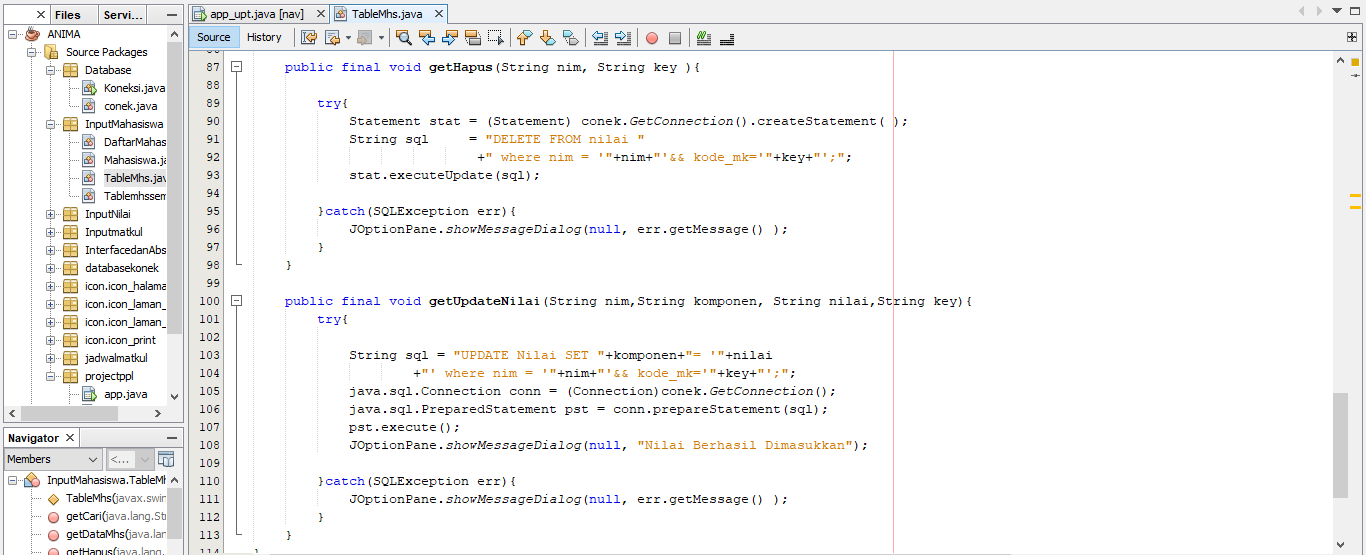 Files
Servi...
app_upt.java [nav]
TableMhs.java
ANIMA
Source Packages
Database
Koneksi.java
conek.java
InputMahasiswa
DaftarMahas
Mahasiswa.ja
TableMhs.jav
Tablemhssem
InputNilai
Inputmatkul
InterfacedanAbs
databasekonek
icon.icon_halama
icon.icon_laman_
icon.icon_laman_
icon.icon_print
jadwalmatkul
projectppl
app.java
Navigator
Members
<...
InputMahasiswa.TableMh
TableMhs(javax.swin
getCari(java.lang.Str
getDataMhs(java.lan
getHapus(java.lang.
Source History
87 public final void getHapus(String nim, String key ){
88
89 try{
90 Statement stat = (Statement) conek.GetConnection().createStatement( );
91 String sql = "DELETE FROM nilai "
92 +" where nim = '"+nim+"'&& kode_mk='"+key+"';";
93 stat.executeUpdate(sql);
94
95 }catch(SQLException err){
96 JOptionPane.showMessageDialog(null, err.getMessage() );
97 }
98 }
99
100 public final void getUpdateNilai(String nim,String komponen, String nilai,String key){
101 try{
102
103 String sql = "UPDATE Nilai SET "+komponen+"= '"+nilai
104 +"' where nim = '"+nim+"'&& kode_mk='"+key+"';";
105 java.sql.Connection conn = (Connection)conek.GetConnection();
106 java.sql.PreparedStatement pst = conn.prepareStatement(sql);
107 pst.execute();
108 JOptionPane.showMessageDialog(null, "Nilai Berhasil Dimasukkan");
109
110 }catch(SQLException err){
111 JOptionPane.showMessageDialog(null, err.getMessage() );
112 }
113 }
114 }